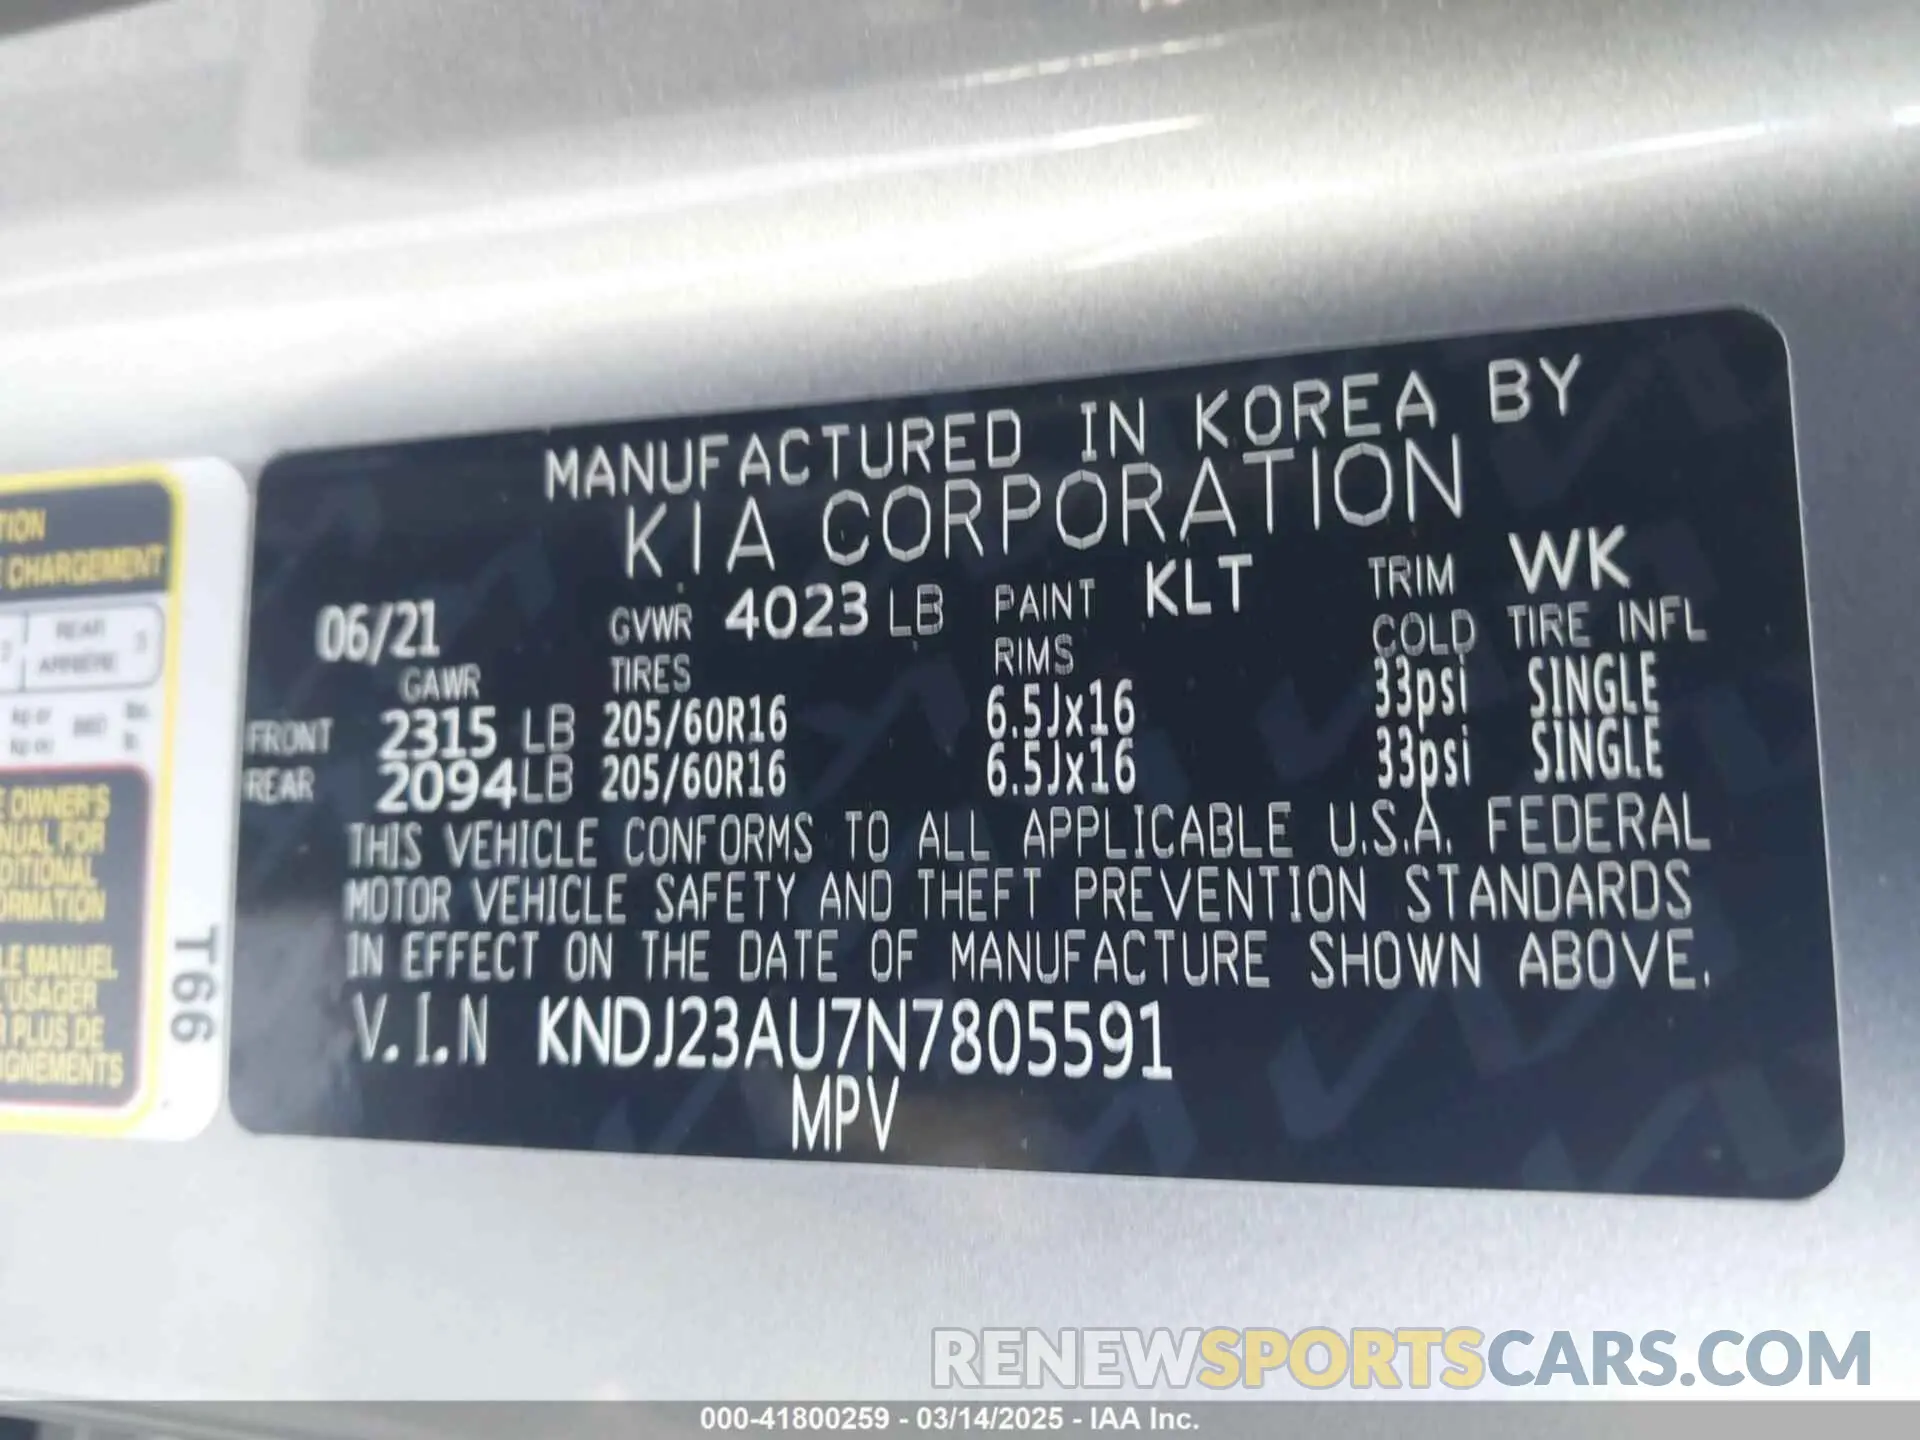 MANUFACTURED IN KOREA BY
KIA CORPORATION
06/21 GVWR 4023 LB PAINT KLT TRIM WK
GAWR TIRES RIMS COLD TIRE INFL
FRONT 2315 LB 205/60R16 6.5Jx16 33psi SINGLE
REAR 2094 LB 205/60R16 6.5Jx16 33psi SINGLE
THIS VEHICLE CONFORMS TO ALL APPLICABLE U.S.A. FEDERAL
MOTOR VEHICLE SAFETY AND THEFT PREVENTION STANDARDS
IN EFFECT ON THE DATE OF MANUFACTURE SHOWN ABOVE.
V.I.N KNDJ23AU7N7805591
MPV
CHARGEMENT
REAR
ARRIÈRE
OWNER'S
FOR
LE MANUEL
PLUS DE
T66
RENEWSPORTSCARS.COM
000-41800259 - 03/14/2025 - IAA Inc.